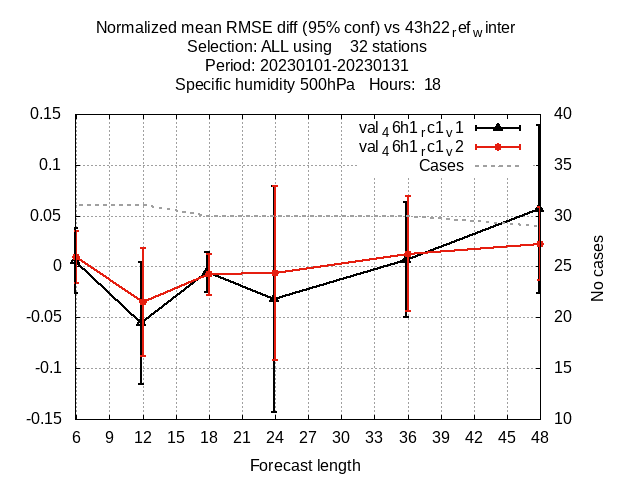 Normalized mean RMSE diff (95% conf) vs 43h22refwinter
Selection: ALL using 32 stations
Period: 20230101-20230131
Specific humidity 500hPa Hours: 18
0.15 40
val46h1rc1v1
val46h1rc1v2
Cases
0.1 35
0.05 30
0 25
-0.05 20
-0.1 15
-0.15 10
No cases
6 9 12 15 18 21 24 27 30 33 36 39 42 45 48
Forecast length